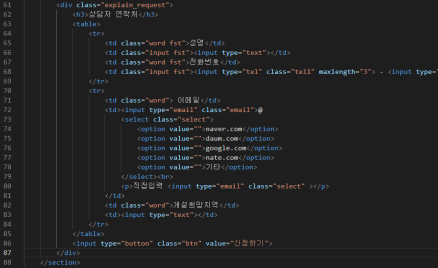 61 <div class="explain_request">
62 <h3>상담자 연락처</h3>
63 <table>
64 <tr>
65 <td class="word fst">성명</td>
66 <td class="input fst"><input type="text"></td>
67 <td class="word fst">전화번호</td>
68 <td class="input fst"><input type="tel" class="tel1" maxlength="3"> - <input type="
69 </tr>
70 <tr>
71 <td class="word"> 이메일</td>
72 <td><input type="email" class="email">@
73 <select class="select">
74 <option value="">naver.com</option>
75 <option value="">daum.com</option>
76 <option value="">google.com</option>
77 <option value="">nate.com</option>
78 <option value="">기타</option>
79 </select><br>
80 <p>직접입력 <input type="email" class="select" ></p>
81 </td>
82 <td class="word">개설희망지역</td>
83 <td><input type="text"></td>
84 </tr>
85 </table>
86 <input type="button" class="btn" value="신청하기">
87 </div>
88 </section>